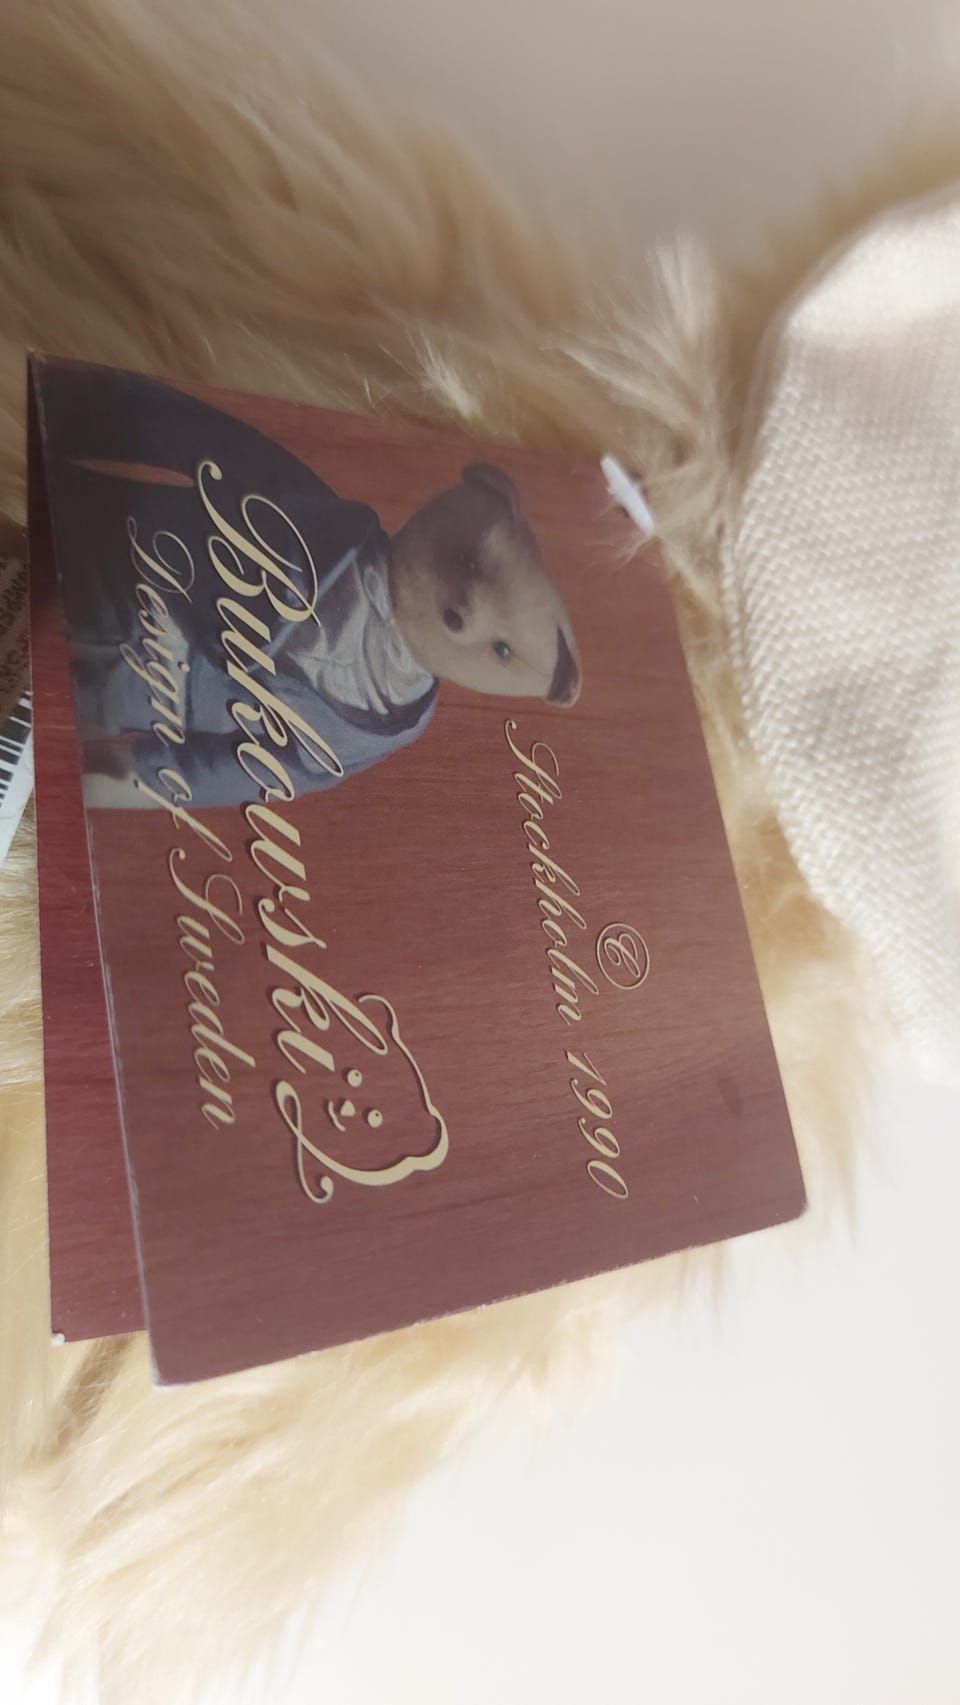 C
Stockholm 1990
Bukowski
Design of Sweden